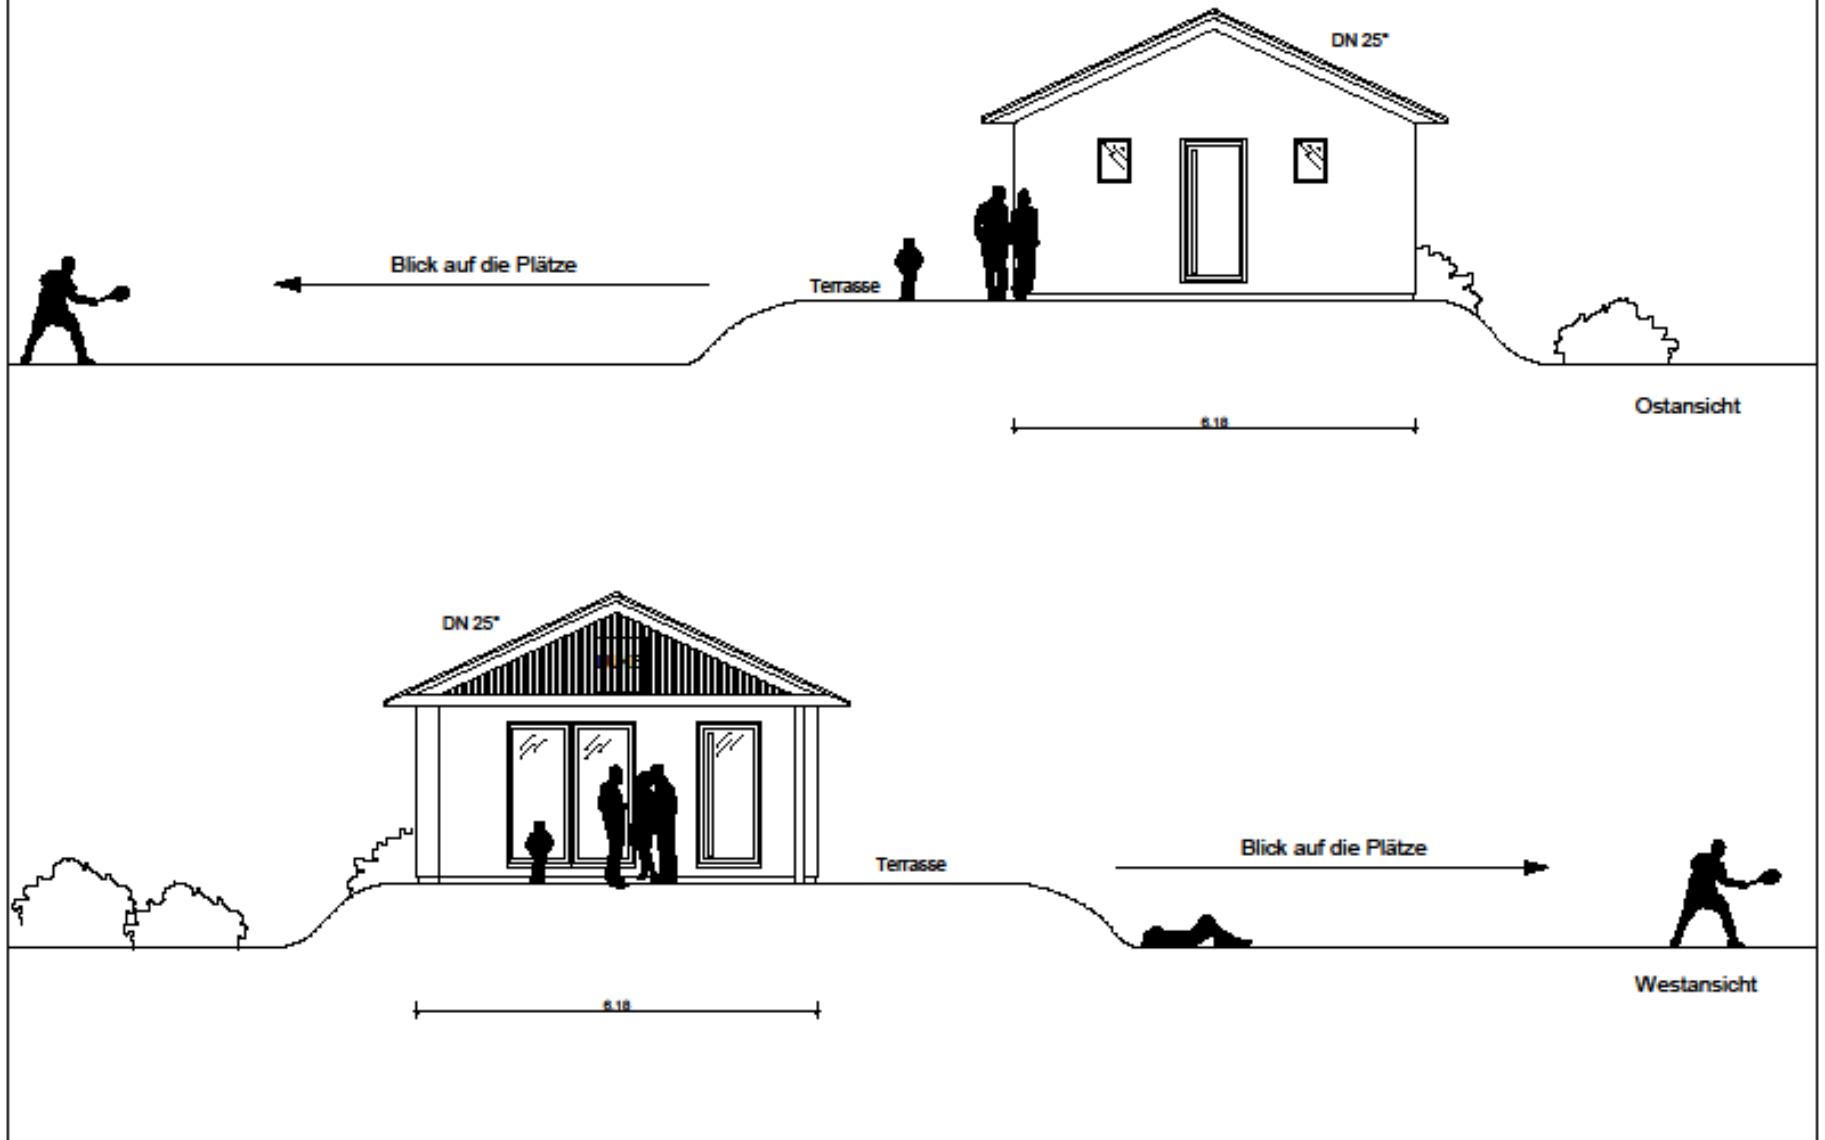 DN 25°
Blick auf die Plätze
Terrasse
Ostansicht
6.18
DN 25°
Blick auf die Plätze
Terrasse
Westansicht
6.18